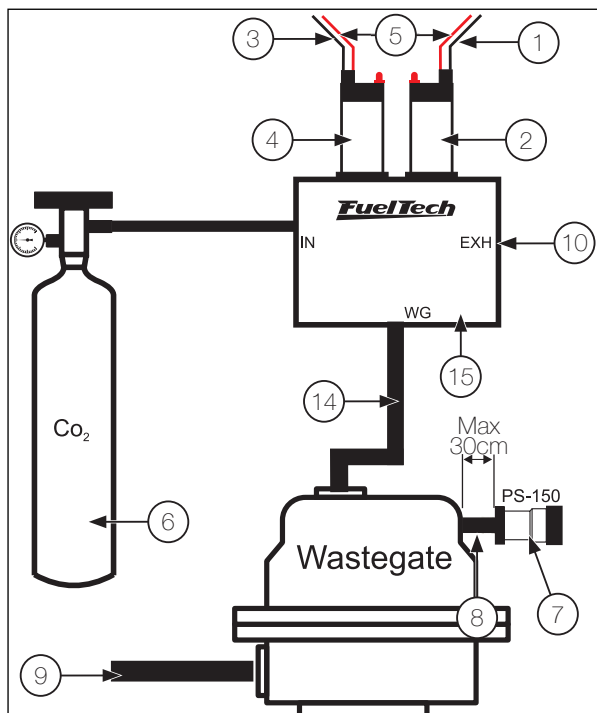 3
5
1
4
2
FuelTech
IN
EXH
10
WG
15
14
Max
30cm
PS-150
Co₂
6
Wastegate
8
7
9